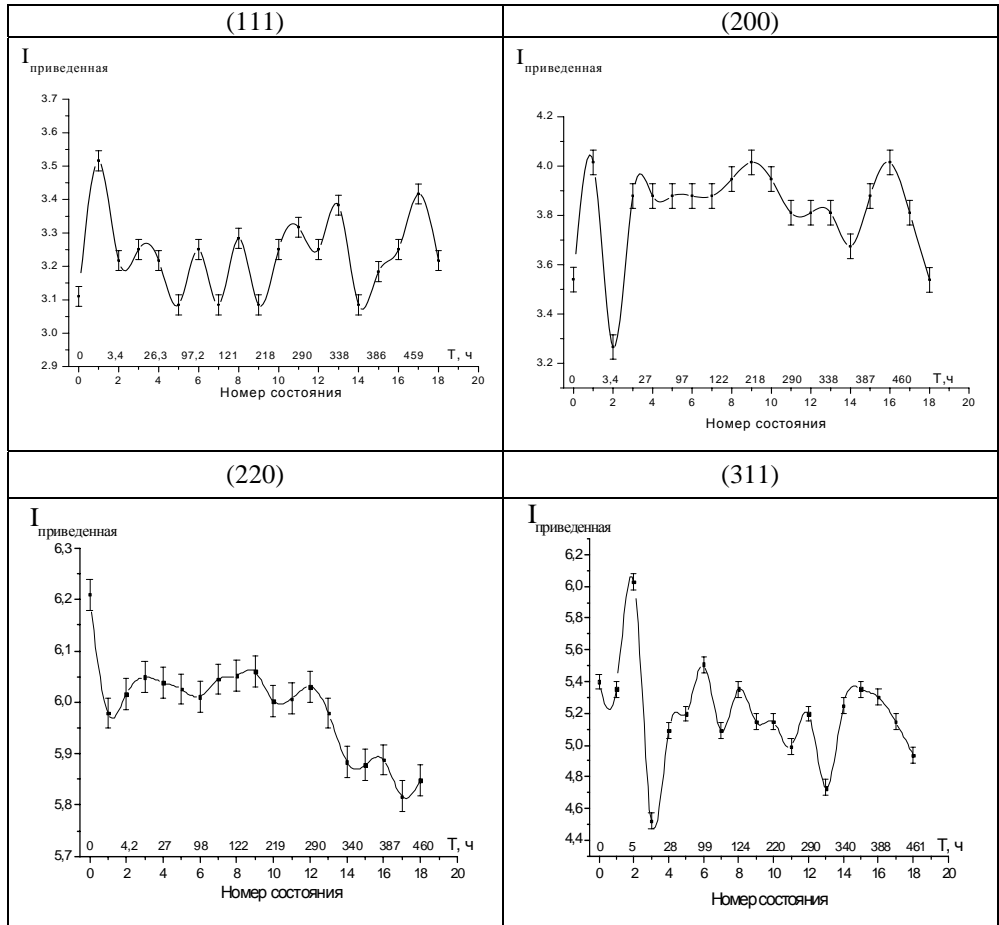 (111)
(200)
I приведенная
3.7
3.6
3.5
3.4
3.3
3.2
3.1
3.0
2.9
0 3,4 26,3 97,2 121 218 290 338 386 459 T, ч
0 2 4 6 8 10 12 14 16 18 20
Номер состояния
I приведенная
4.2
4.0
3.8
3.6
3.4
3.2
0 3,4 27 97 122 218 290 338 387 460 T,ч
0 2 4 6 8 10 12 14 16 18 20
Номер состояния
(220)
(311)
I приведенная
6,3
6,2
6,1
6,0
5,9
5,8
5,7
0 4,2 27 98 122 219 290 340 387 460 T, ч
0 2 4 6 8 10 12 14 16 18 20
Номер состояния
I приведенная
6,2
6,0
5,8
5,6
5,4
5,2
5,0
4,8
4,6
4,4
0 5 28 99 124 220 290 340 388 461 T, ч
0 2 4 6 8 10 12 14 16 18 20
Номер состояния